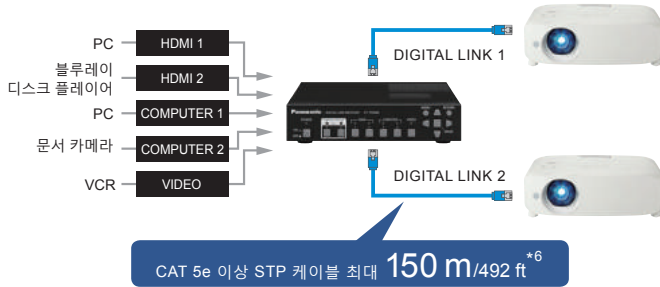 PC
HDMI 1
블루레이
디스크 플레이어
HDMI 2
PC
COMPUTER 1
문서 카메라
COMPUTER 2
VCR
VIDEO
DIGITAL LINK 1
Panasonic
DIGITAL LINK 2
CAT 5e 이상 STP 케이블 최대 150 m/492 ft*6